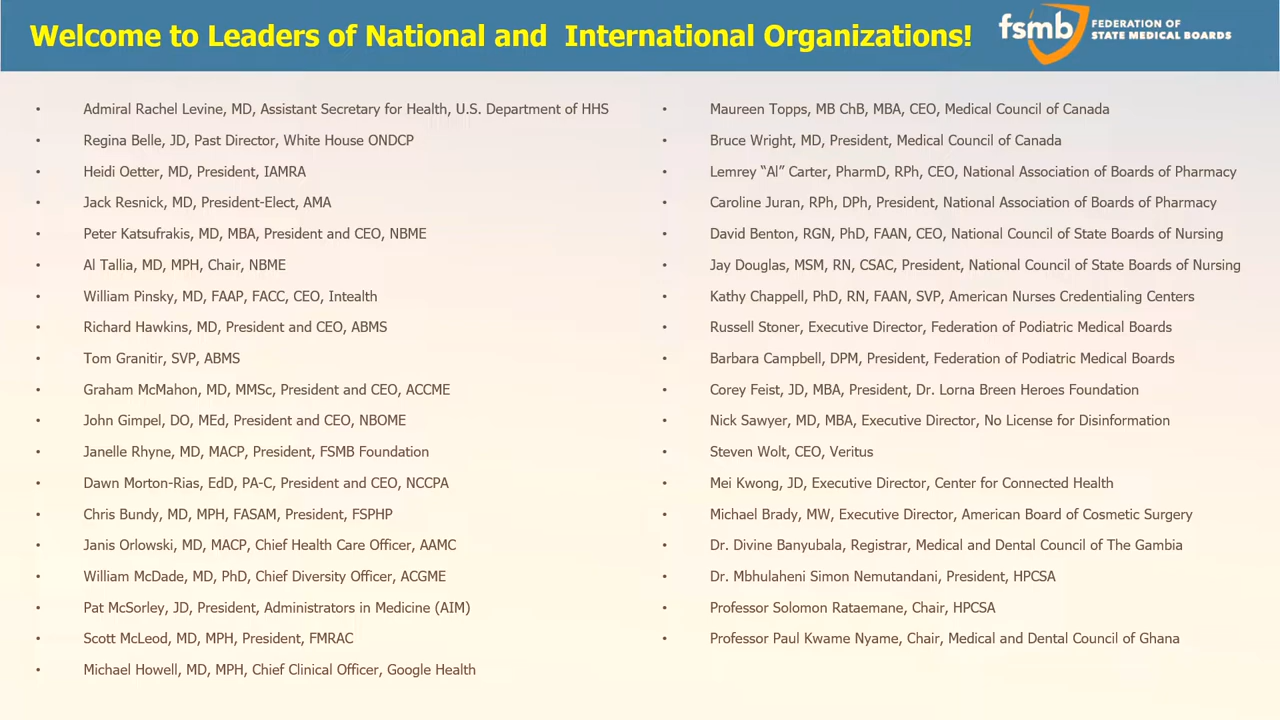 Welcome to Leaders of National and International Organizations!
fsmb
FEDERATION OF
STATE MEDICAL BOARDS
• Admiral Rachel Levine, MD, Assistant Secretary for Health, U.S. Department of HHS
• Regina Belle, JD, Past Director, White House ONDCP
• Heidi Oetter, MD, President, IAMRA
• Jack Resnick, MD, President-Elect, AMA
• Peter Katsufrakis, MD, MBA, President and CEO, NBME
• Al Tallia, MD, MPH, Chair, NBME
• William Pinsky, MD, FAAP, FACC, CEO, Intealth
• Richard Hawkins, MD, President and CEO, ABMS
• Tom Granitir, SVP, ABMS
• Graham McMahon, MD, MMSc, President and CEO, ACCME
• John Gimpel, DO, MEd, President and CEO, NBOME
• Janelle Rhyne, MD, MACP, President, FSMB Foundation
• Dawn Morton-Rias, EdD, PA-C, President and CEO, NCCPA
• Chris Bundy, MD, MPH, FASAM, President, FSPHP
• Janis Orlowski, MD, MACP, Chief Health Care Officer, AAMC
• William McDade, MD, PhD, Chief Diversity Officer, ACGME
• Pat McSorley, JD, President, Administrators in Medicine (AIM)
• Scott McLeod, MD, MPH, President, FMRAC
• Michael Howell, MD, MPH, Chief Clinical Officer, Google Health
• Maureen Topps, MB ChB, MBA, CEO, Medical Council of Canada
• Bruce Wright, MD, President, Medical Council of Canada
• Lemrey “Al” Carter, PharmD, RPh, CEO, National Association of Boards of Pharmacy
• Caroline Juran, RPh, DPh, President, National Association of Boards of Pharmacy
• David Benton, RGN, PhD, FAAN, CEO, National Council of State Boards of Nursing
• Jay Douglas, MSM, RN, CSAC, President, National Council of State Boards of Nursing
• Kathy Chappell, PhD, RN, FAAN, SVP, American Nurses Credentialing Centers
• Russell Stoner, Executive Director, Federation of Podiatric Medical Boards
• Barbara Campbell, DPM, President, Federation of Podiatric Medical Boards
• Corey Feist, JD, MBA, President, Dr. Lorna Breen Heroes Foundation
• Nick Sawyer, MD, MBA, Executive Director, No License for Disinformation
• Steven Wolt, CEO, Veritus
• Mei Kwong, JD, Executive Director, Center for Connected Health
• Michael Brady, MW, Executive Director, American Board of Cosmetic Surgery
• Dr. Divine Banyubala, Registrar, Medical and Dental Council of The Gambia
• Dr. Mbhulaheni Simon Nemutandani, President, HPCSA
• Professor Solomon Rataemane, Chair, HPCSA
• Professor Paul Kwame Nyame, Chair, Medical and Dental Council of Ghana